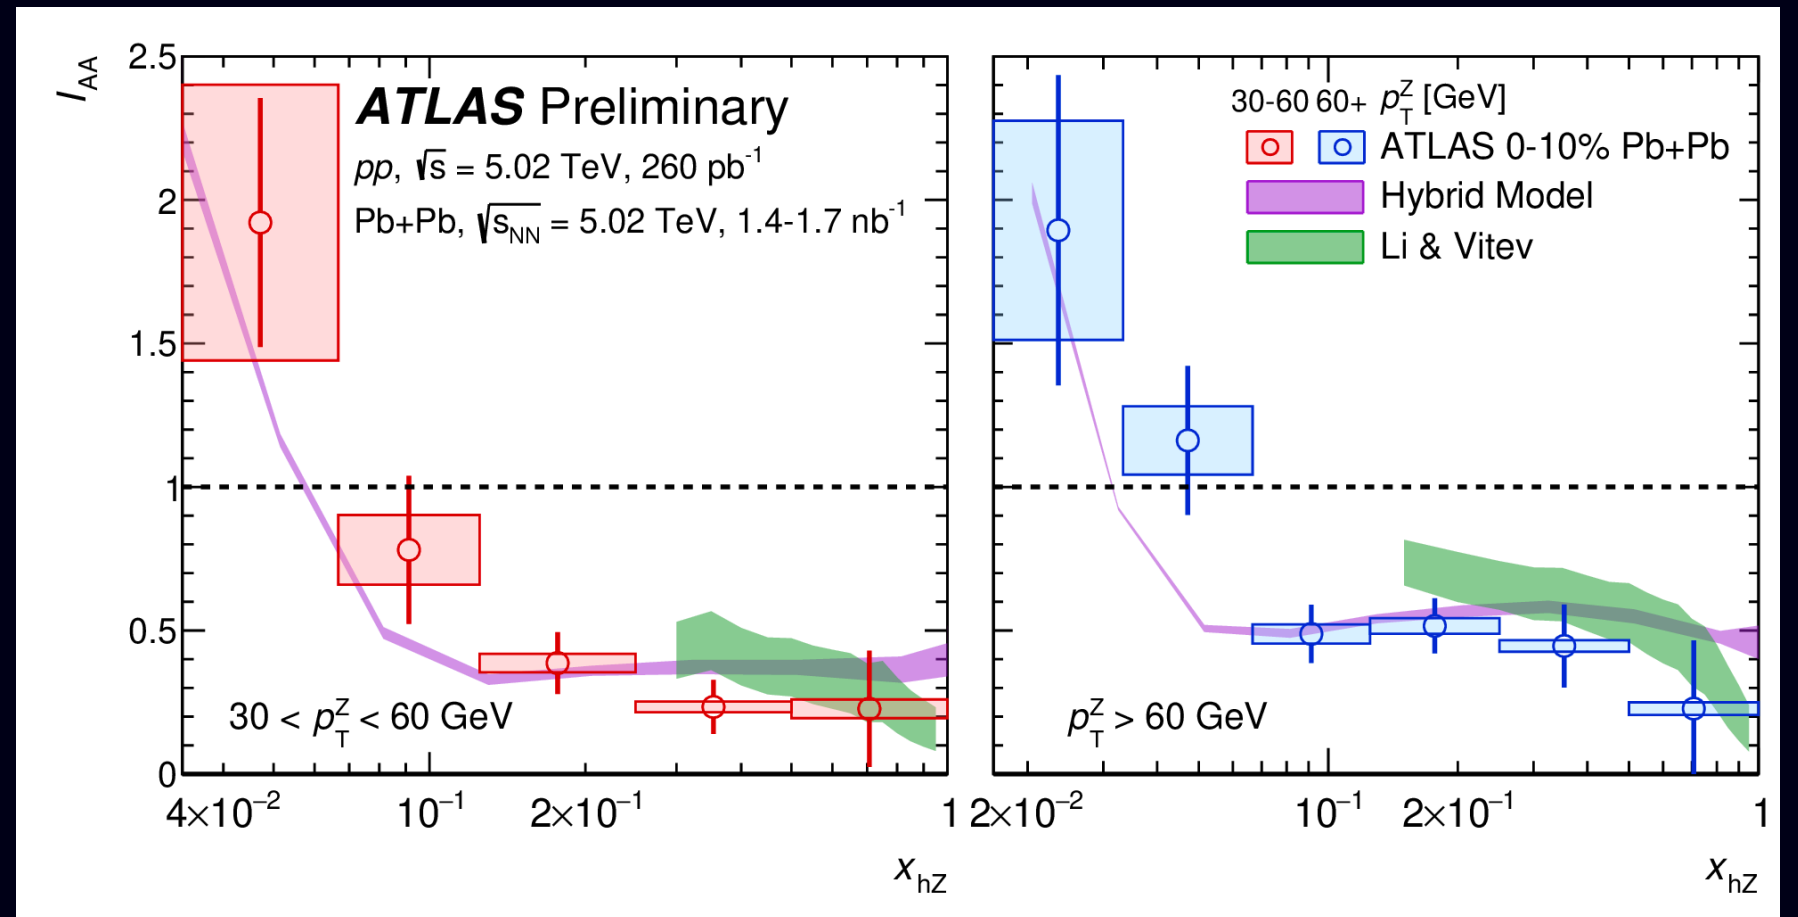 I_AA
2.5
2
1.5
1
0.5
0
ATLAS Preliminary
pp, √s = 5.02 TeV, 260 pb⁻¹
Pb+Pb, √s_NN = 5.02 TeV, 1.4-1.7 nb⁻¹
30 < p_T^Z < 60 GeV
4×10⁻² 10⁻¹ 2×10⁻¹ 1
x_hZ
30-60 60+ p_T^Z [GeV]
ATLAS 0-10% Pb+Pb
Hybrid Model
Li & Vitev
p_T^Z > 60 GeV
2×10⁻² 10⁻¹ 2×10⁻¹ 1
x_hZ